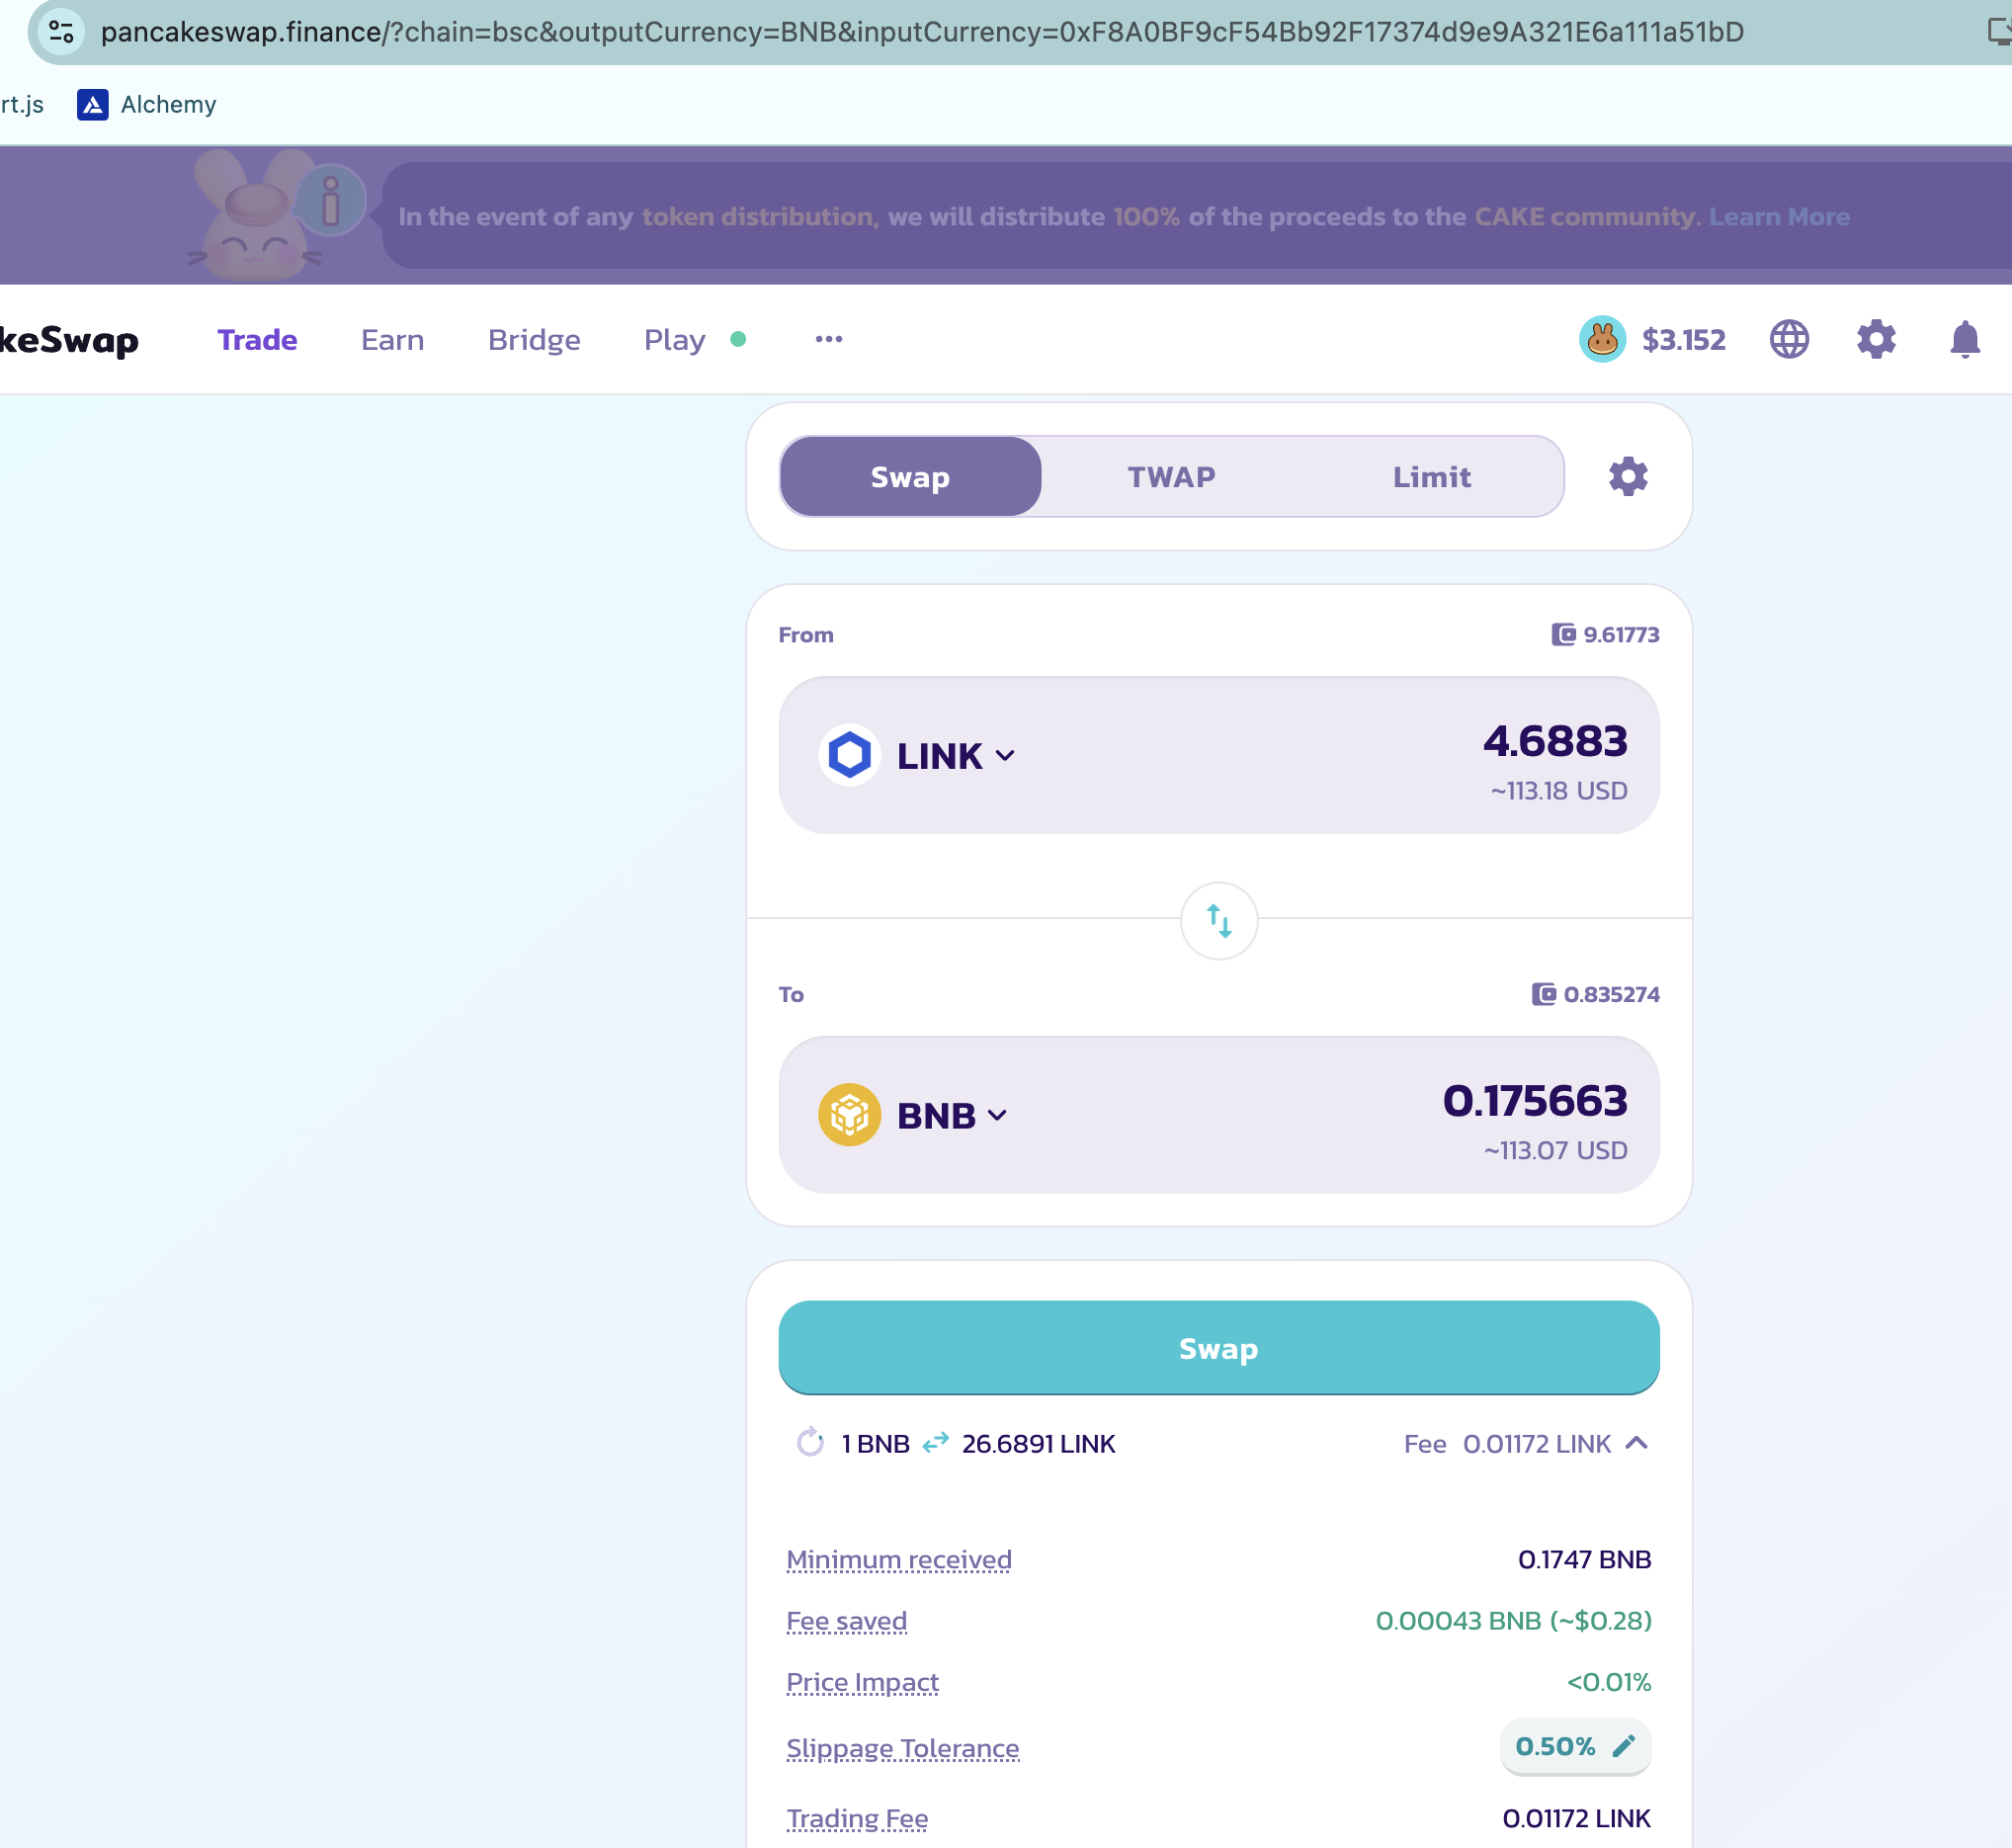 pancakeswap.finance/?chain=bsc&outputCurrency=BNB&inputCurrency=0xF8A0BF9cF54Bb92F17374d9e9A321E6a111a51bD
rt.js Alchemy
In the event of any token distribution, we will distribute 100% of the proceeds to the CAKE community. Learn More
keSwap Trade Earn Bridge Play ... $3.152
Swap TWAP Limit
From 9.61773
LINK 4.6883
~113.18 USD
To 0.835274
BNB 0.175663
~113.07 USD
Swap
1 BNB 26.6891 LINK Fee 0.01172 LINK
Minimum received 0.1747 BNB
Fee saved 0.00043 BNB (~$0.28)
Price Impact <0.01%
Slippage Tolerance 0.50%
Trading Fee 0.01172 LINK